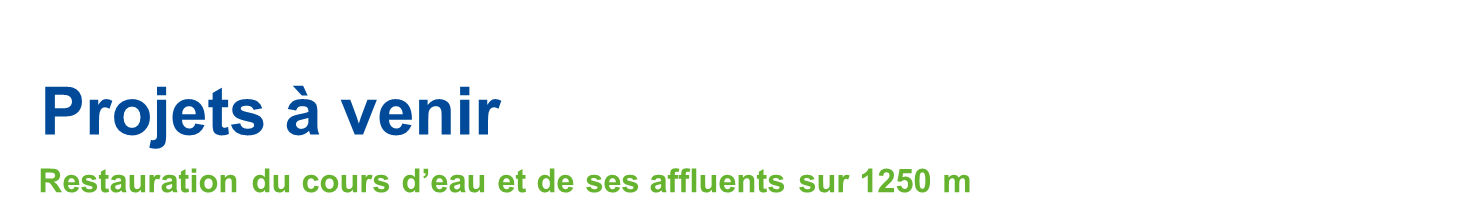 Projets à venir
Restauration du cours d’eau et de ses affluents sur 1250 m